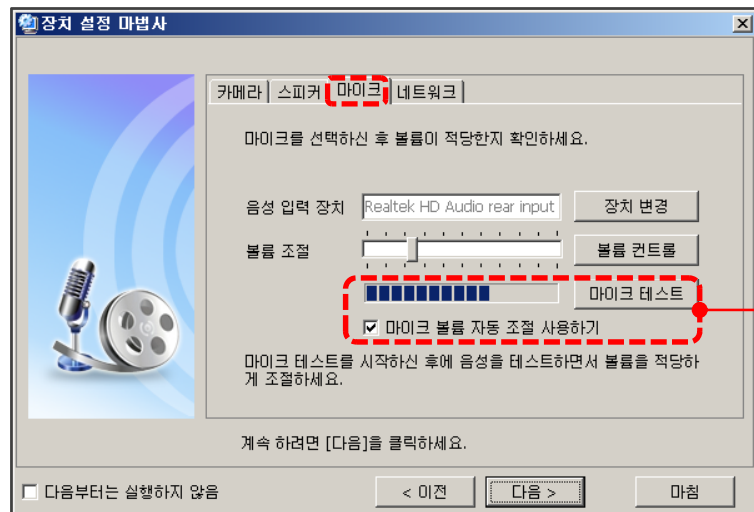 장치 설정 마법사
카메라 스피커 마이크 네트워크
마이크를 선택하신 후 볼륨이 적당한지 확인하세요.
음성 입력 장치 Realtek HD Audio rear input 장치 변경
볼륨 조절 볼륨 컨트롤
마이크 테스트
마이크 볼륨 자동 조절 사용하기
마이크 테스트를 시작하신 후에 음성을 테스트하면서 볼륨을 적당하
게 조절하세요.
계속 하려면 [다음]을 클릭하세요.
다음부터는 실행하지 않음 < 이전 다음 > 마침